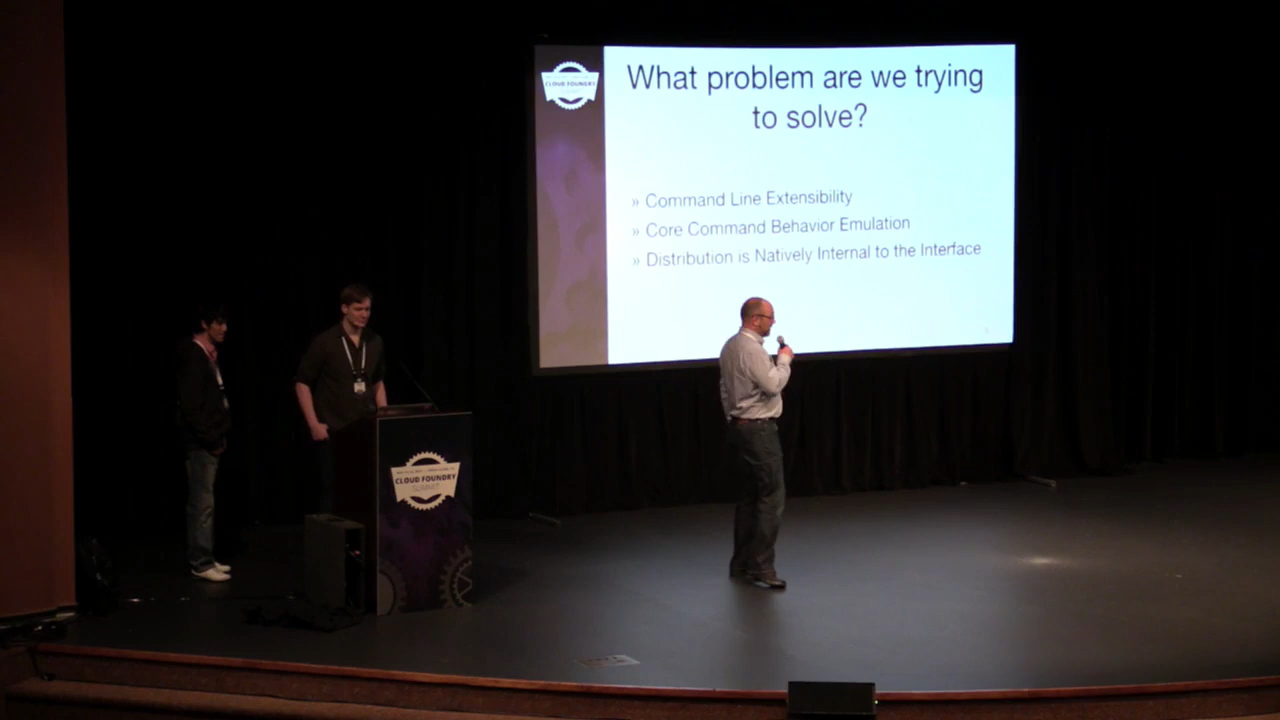 CLOUD FOUNDRY
What problem are we trying
to solve?
» Command Line Extensibility
» Core Command Behavior Emulation
» Distribution is Natively Internal to the Interface
CLOUD FOUNDRY
SUMMIT